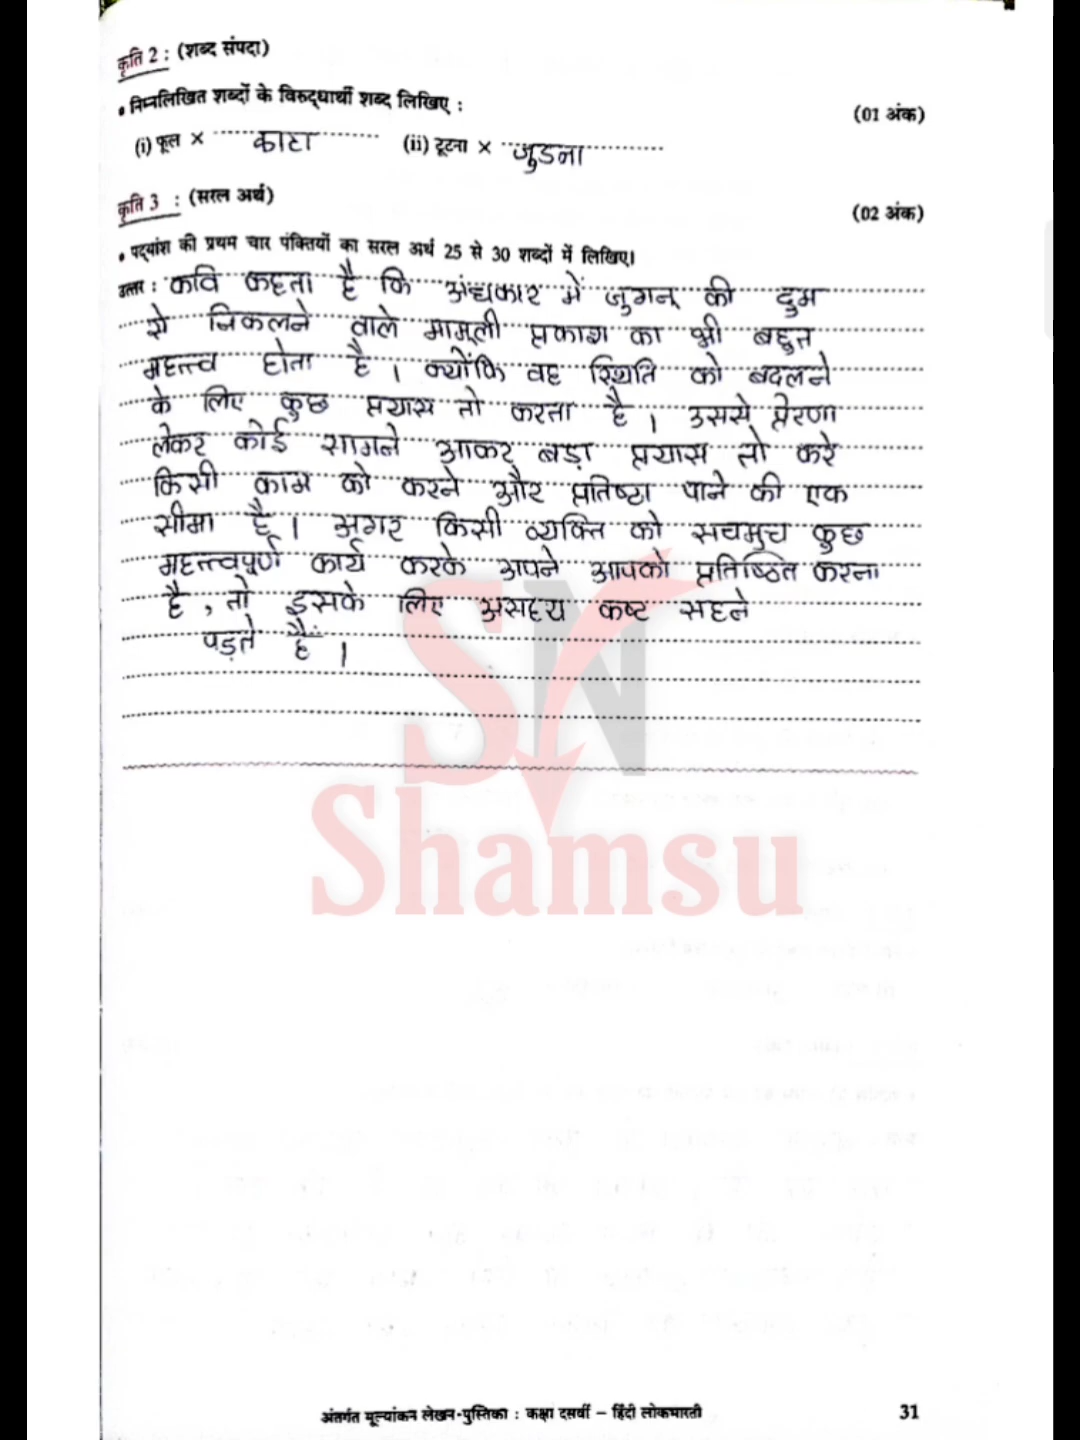 कृति 2 : (शब्द संपदा)
• निम्नलिखित शब्दों के विरुद्धार्थी शब्द लिखिए : (01 अंक)
(i) फूल × काटा (ii) टूटना × जुडना
कृति 3 : (सरल अर्थ) (02 अंक)
• पद्यांश की प्रथम चार पंक्तियों का सरल अर्थ 25 से 30 शब्दों में लिखिए।
उत्तर : कवि कहता है कि अंधकार में जुगनू की दुम
से निकलने वाले मामूली प्रकाश का भी बहुत
महत्त्व होता है । क्योंकि वह स्थिति को बदलने
के लिए कुछ प्रयास तो करता है । उससे प्रेरणा
लेकर कोई सामने आकर बड़ा प्रयास तो करे
किसी काम को करने और प्रतिष्ठा पाने की एक
सीमा है । अगर किसी व्यक्ति को सचमुच कुछ
महत्त्वपूर्ण कार्य करके अपने आपको प्रतिष्ठित करना
है , तो इसके लिए असहय कष्ट सहने
पड़ते हैं ।
SN
Shamsu
अंतर्गत मूल्यांकन लेखन-पुस्तिका : कक्षा दसवीं – हिंदी लोकभारती 31